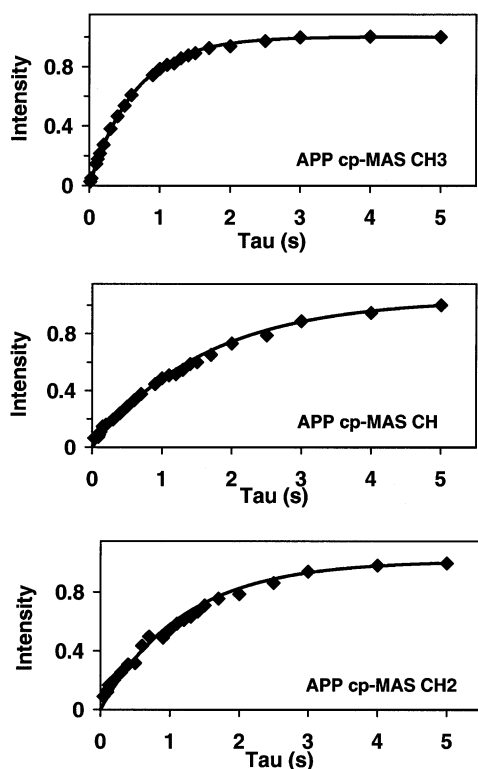 Intensity
0.8
0.4
0
APP cp-MAS CH3
0 1 2 3 4 5
Tau (s)
Intensity
0.8
0.4
0
APP cp-MAS CH
0 1 2 3 4 5
Tau (s)
Intensity
0.8
0.4
0
APP cp-MAS CH2
0 1 2 3 4 5
Tau (s)